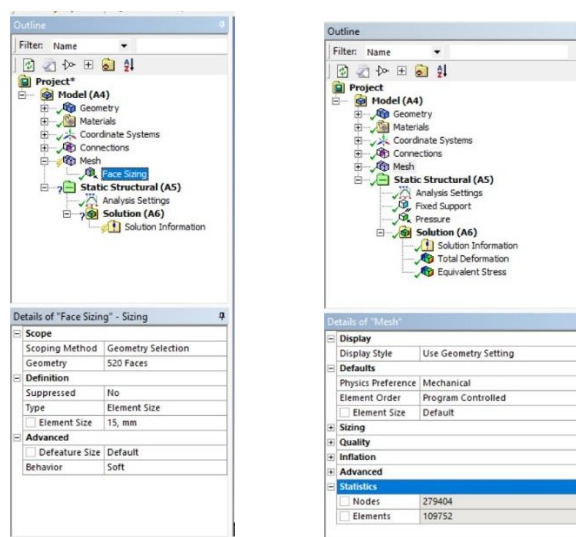 Outline
Filter: Name
Project*
Model (A4)
Geometry
Materials
Coordinate Systems
Connections
Mesh
Face Sizing
Static Structural (A5)
Analysis Settings
Solution (A6)
Solution Information
Details of "Face Sizing" - Sizing
Scope
Scoping Method Geometry Selection
Geometry 520 Faces
Definition
Suppressed No
Type Element Size
Element Size 15, mm
Advanced
Defeature Size Default
Behavior Soft
Outline
Filter: Name
Project
Model (A4)
Geometry
Materials
Coordinate Systems
Connections
Mesh
Static Structural (A5)
Analysis Settings
Fixed Support
Pressure
Solution (A6)
Solution Information
Total Deformation
Equivalent Stress
Details of "Mesh"
Display
Display Style Use Geometry Setting
Defaults
Physics Preference Mechanical
Element Order Program Controlled
Element Size Default
Sizing
Quality
Inflation
Advanced
Statistics
Nodes 279404
Elements 109752